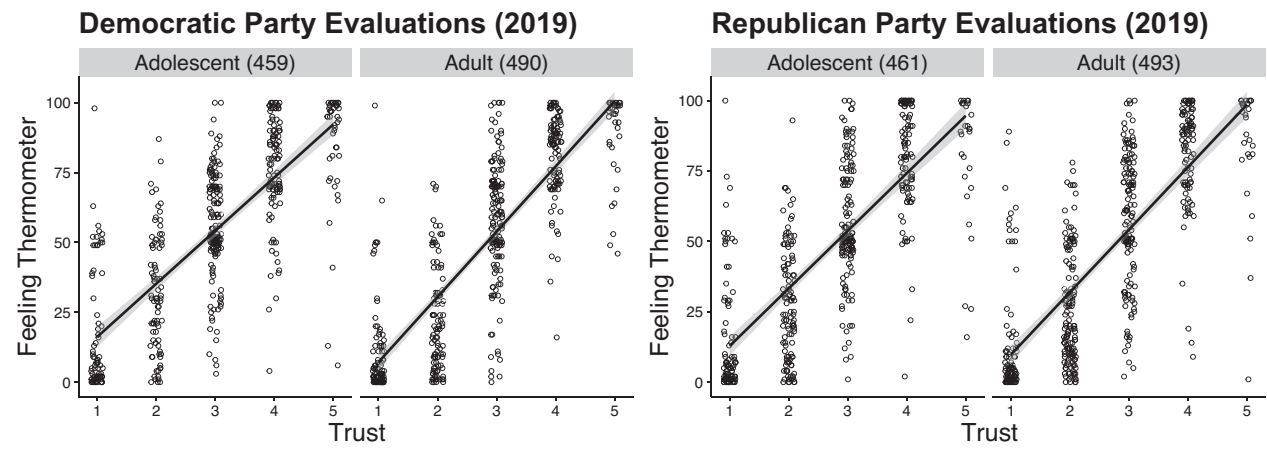 Democratic Party Evaluations (2019)
Adolescent (459)
Adult (490)
Feeling Thermometer
100
75
50
25
0
1 2 3 4 5
1 2 3 4 5
Trust
Republican Party Evaluations (2019)
Adolescent (461)
Adult (493)
Feeling Thermometer
100
75
50
25
0
1 2 3 4 5
1 2 3 4 5
Trust